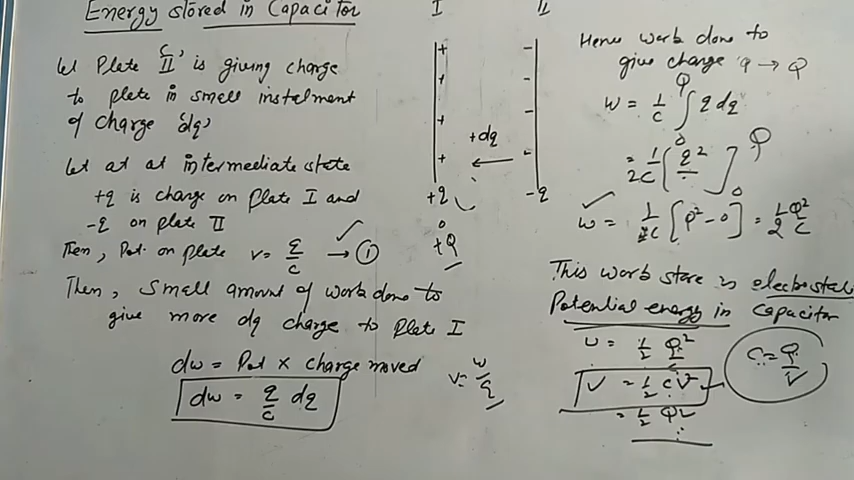 Energy stored in Capacitor
Let Plate 'II' is giving charge
to plate in small instalment
of charge 'dq'
Let at at intermediate state
+q is charge on plate I and
-q on plate II
Then, Pot. on plate V = q/C → ①
Then, small amount of work done to
give more dq charge to plate I
dw = Pot × charge moved
dw = q/C dq
V = W/q
I II
+ -
+ -
+ -
+dq
+ -
+q -q
0
+Q
Hence work done to
give charge q → Q
W = 1/C ∫₀^Q q dq
= 1/2C [q²]₀^Q
W = 1/2C [Q² - 0] = 1/2 Q²/C
This work store is electrostat
Potential energy in capacitor
U = 1/2 Q²/C
V = 1/2 CV²
= 1/2 QV
C = Q/V